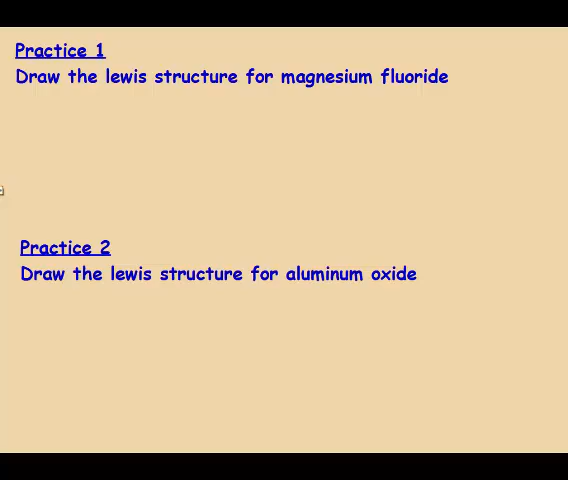 Practice 1
Draw the lewis structure for magnesium fluoride
Practice 2
Draw the lewis structure for aluminum oxide